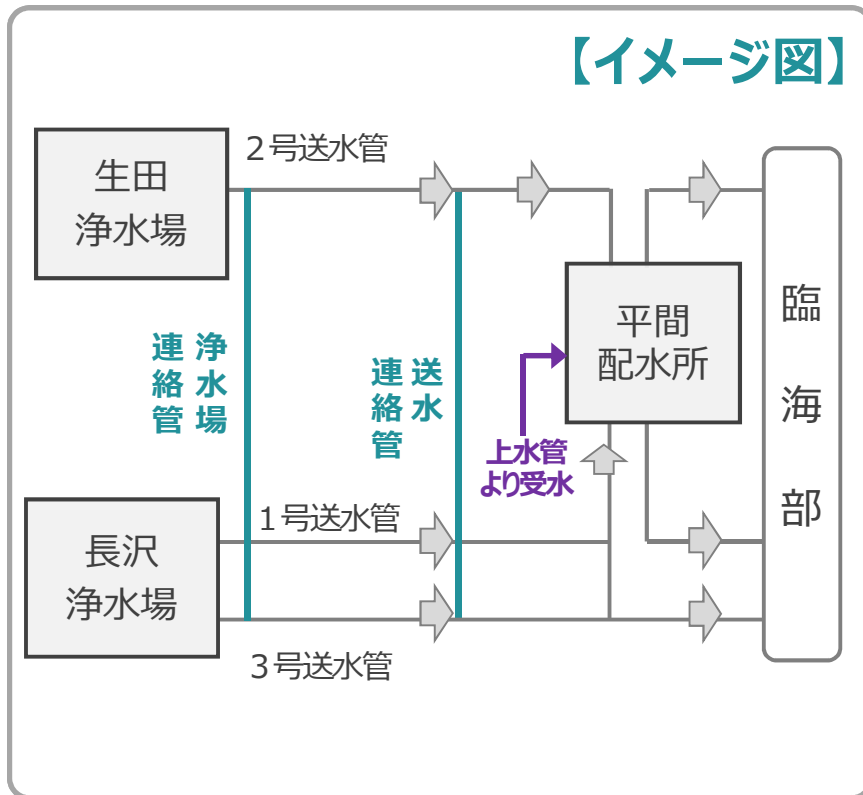 【イメージ図】
2号送水管
生田
浄水場
平間
配水所
臨海部
浄水場
連絡管
送水
連絡管
上水管
より受水
1号送水管
長沢
浄水場
3号送水管